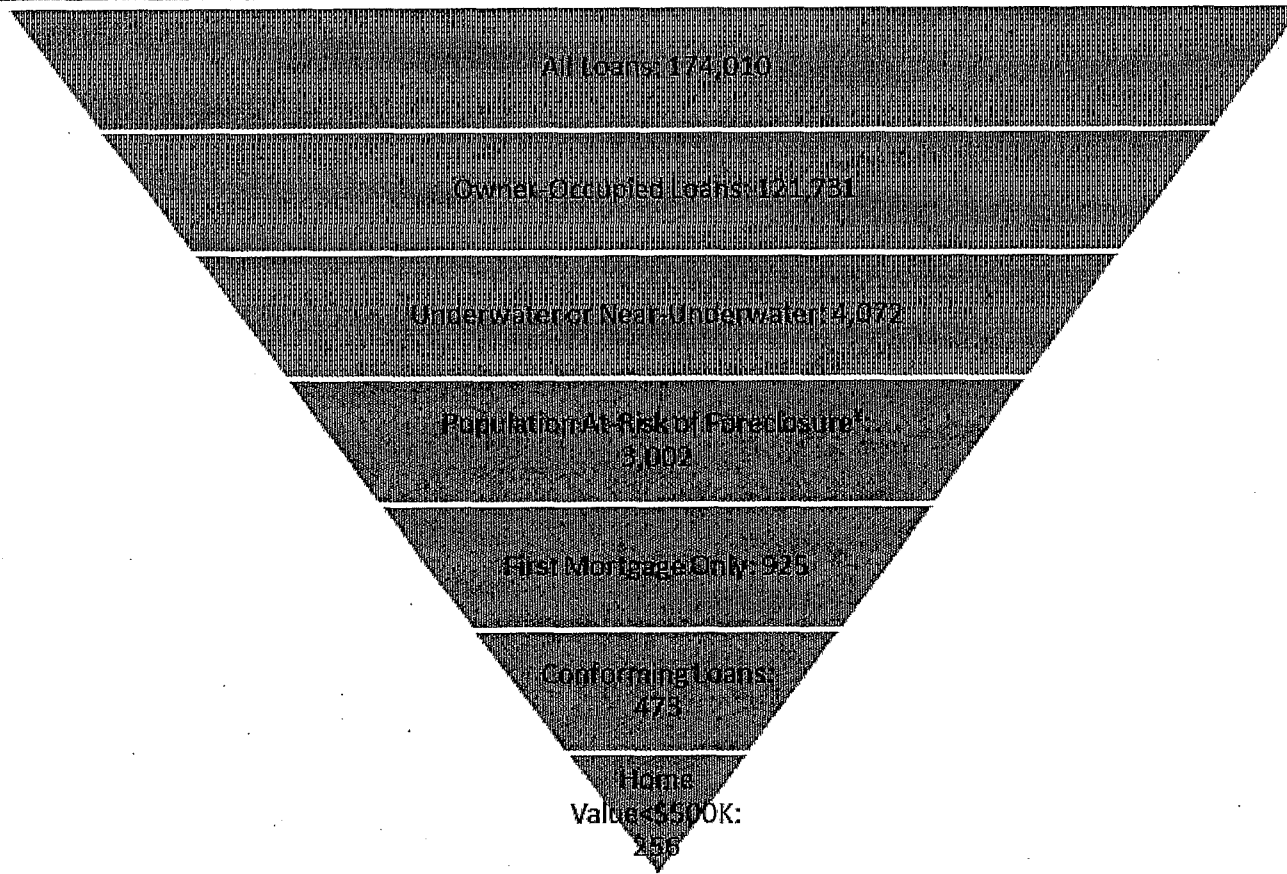 All Loans: 174,010
Owner-Occupied Loans: 121,731
Underwater or Near-Underwater: 4,072
Population At-Risk of Foreclosure*:
3,002
First Mortgage Only: 925
Conforming Loans:
473
Home
Value<$500K:
256